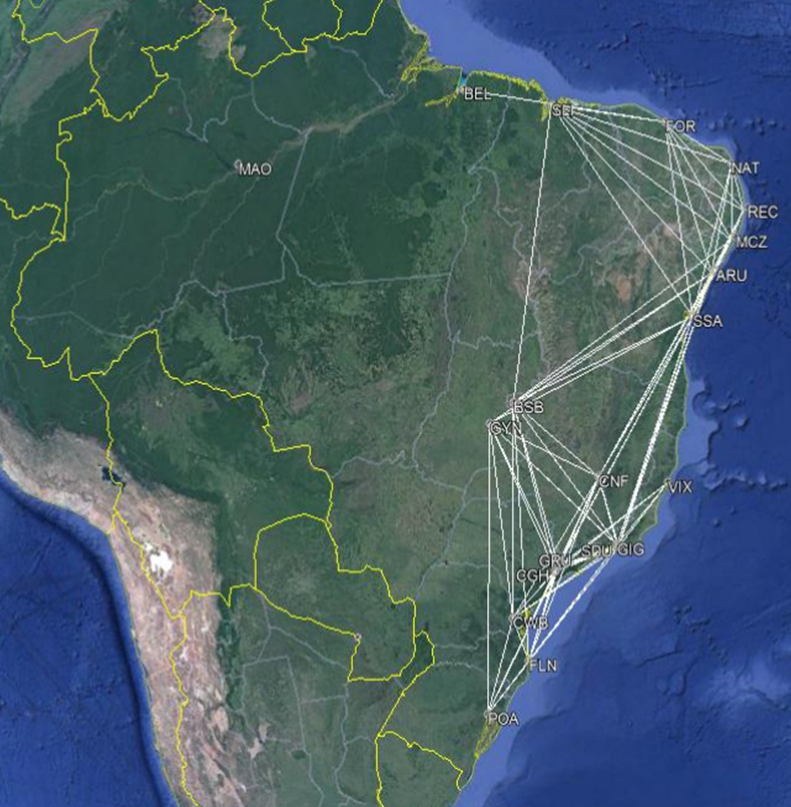 BEL
FOR
NAT
MAO
REC
MCZ
ARU
SSA
BSB
GYN
CNF
VIX
SDU GIG
GRU
CGH
CWB
FLN
POA